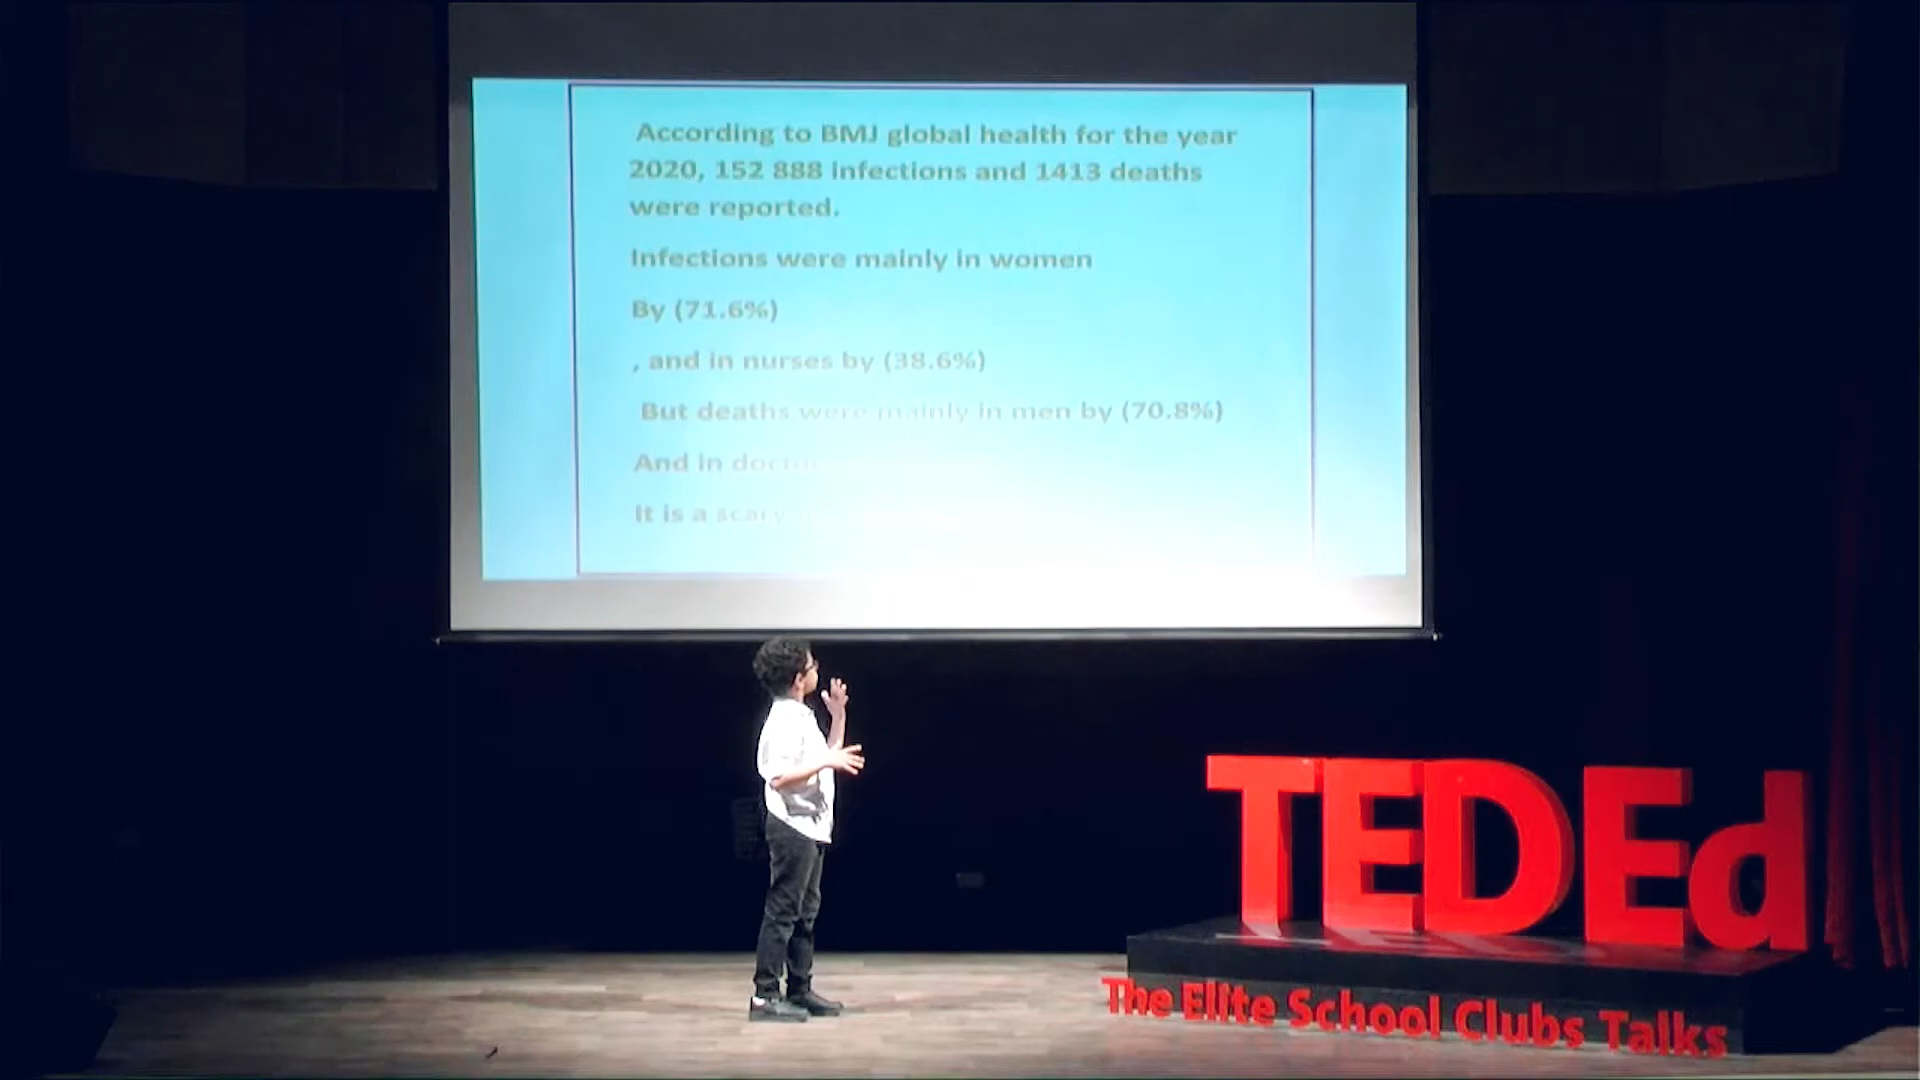 According to BMJ global health for the year
2020, 152 888 infections and 1413 deaths
were reported.
Infections were mainly in women
By (71.6%)
, and in nurses by (38.6%)
But deaths were mainly in men by (70.8%)
And in
It is a scary
TEDEd
The Elite School Clubs Talks